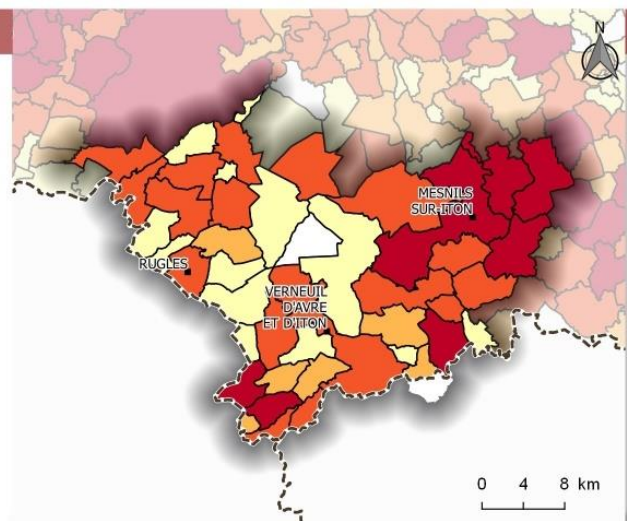 N
MESNILS
SUR-ITON
RUGLES
VERNEUIL
D'AVRE
ET D'ITON
0 4 8 km